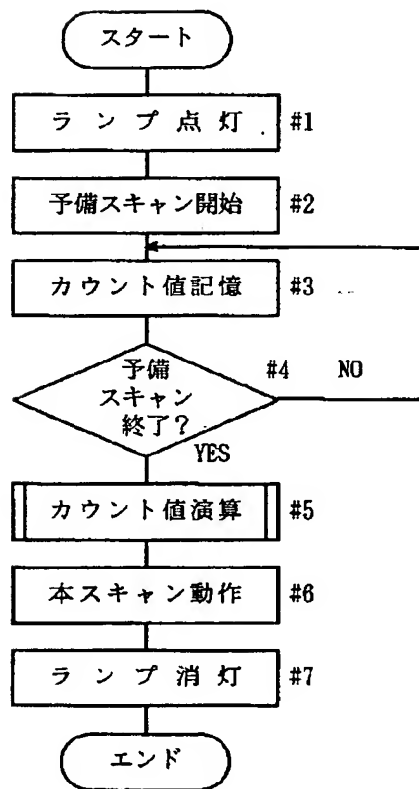 スタート
ランプ点灯 #1
予備スキャン開始 #2
カウント値記憶 #3
予備
スキャン
終了?
#4 NO
YES
カウント値演算 #5
本スキャン動作 #6
ランプ消灯 #7
エンド